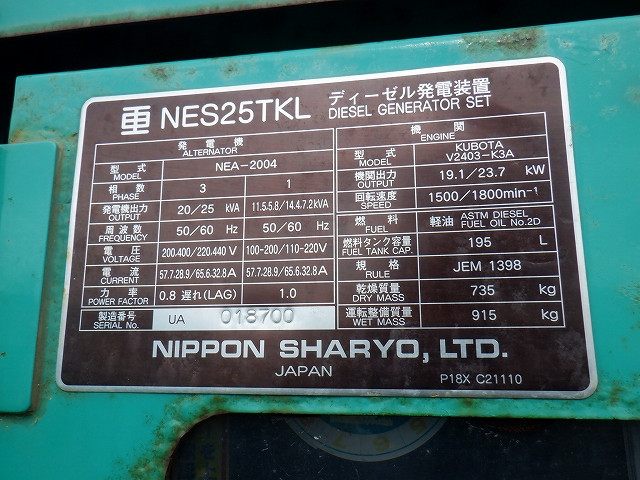 重 NES25TKL ディーゼル発電装置
DIESEL GENERATOR SET
発電機
ALTERNATOR
型式 MODEL NEA-2004
相数 PHASE 3 1
発電機出力 OUTPUT 20/25 kVA 11.5-5.8/14.4-7.2kVA
周波数 FREQUENCY 50/60 Hz 50/60 Hz
電圧 VOLTAGE 200.400/220.440 V 100-200/110-220V
電流 CURRENT 57.7-28.9/65.6-32.8A 57.7-28.9/65.6-32.8A
力率 POWER FACTOR 0.8 遅れ(LAG) 1.0
製造番号 SERIAL No. UA 018700
機関
ENGINE
型式 MODEL KUBOTA V2403-K3A
機関出力 OUTPUT 19.1/23.7 kW
回転速度 SPEED 1500/1800min⁻¹
燃料 FUEL 軽油 ASTM DIESEL FUEL OIL No.2D
燃料タンク容量 FUEL TANK CAP. 195 L
規格 RULE JEM 1398
乾燥質量 DRY MASS 735 kg
運転整備質量 WET MASS 915 kg
NIPPON SHARYO, LTD.
JAPAN
P18X C21110